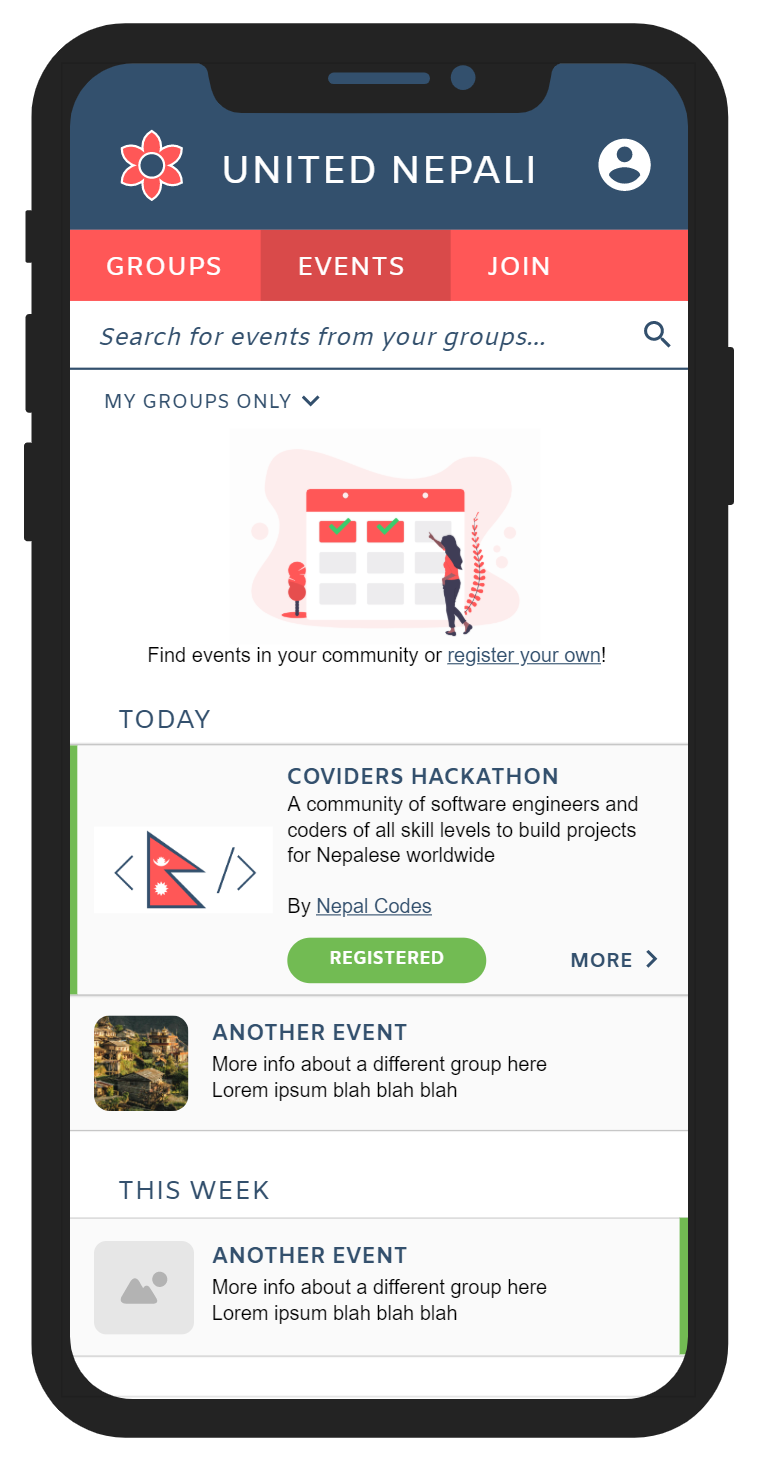 UNITED NEPALI
GROUPS EVENTS JOIN
Search for events from your groups...
MY GROUPS ONLY
Find events in your community or register your own!
TODAY
COVIDERS HACKATHON
A community of software engineers and
coders of all skill levels to build projects
for Nepalese worldwide
By Nepal Codes
REGISTERED MORE
ANOTHER EVENT
More info about a different group here
Lorem ipsum blah blah blah
THIS WEEK
ANOTHER EVENT
More info about a different group here
Lorem ipsum blah blah blah